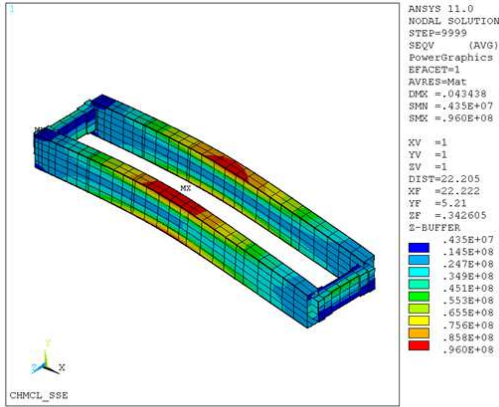 1
ANSYS 11.0
NODAL SOLUTION
STEP=9999
SEQV (AVG)
PowerGraphics
EFACET=1
AVRES=Mat
DMX =.043438
SMN =.435E+07
SMX =.960E+08
XV =1
YV =1
ZV =1
DIST=22.205
XF =22.222
YF =5.21
ZF =.342605
Z-BUFFER
.435E+07
.145E+08
.247E+08
.349E+08
.451E+08
.553E+08
.655E+08
.756E+08
.858E+08
.960E+08
MX
Y
Z X
CHMCL_SSE